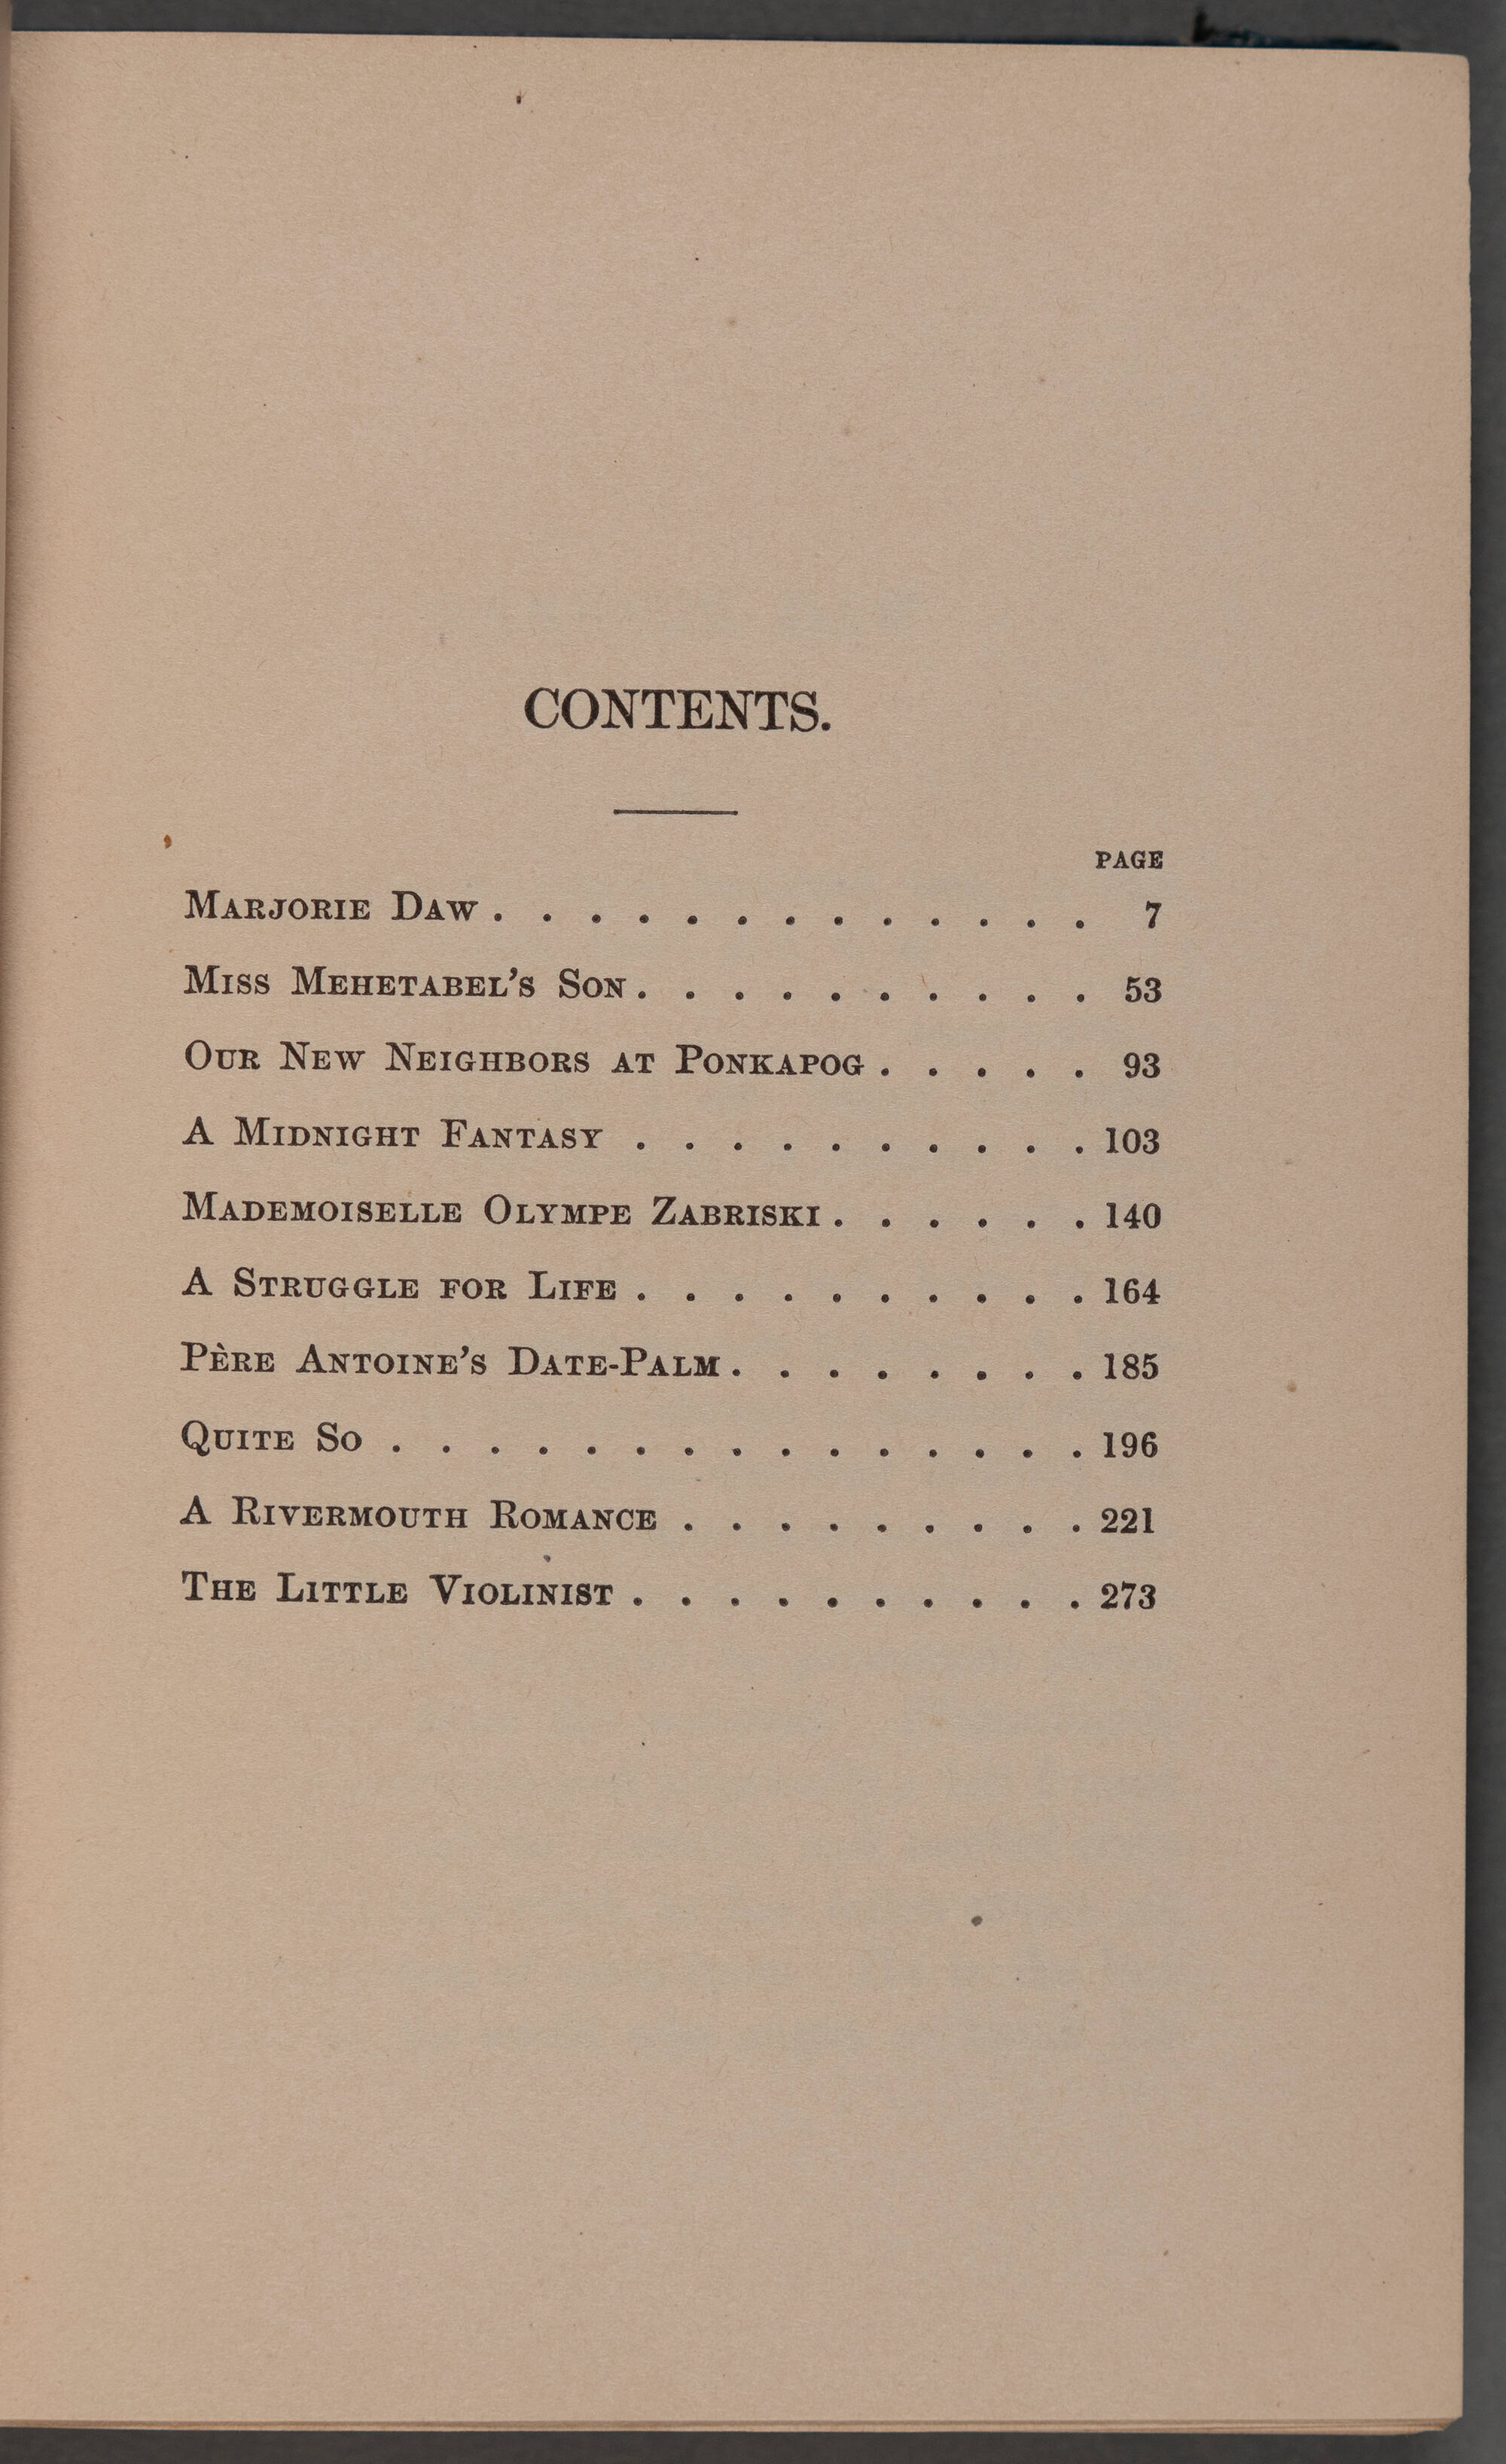 CONTENTS.
PAGE
MARJORIE DAW . . . . . . . . . . . . . 7
MISS MEHETABEL'S SON . . . . . . . . . . 53
OUR NEW NEIGHBORS AT PONKAPOG . . . . . 93
A MIDNIGHT FANTASY . . . . . . . . . . 103
MADEMOISELLE OLYMPE ZABRISKI . . . . . . 140
A STRUGGLE FOR LIFE . . . . . . . . . . 164
PÈRE ANTOINE'S DATE-PALM . . . . . . . . 185
QUITE SO . . . . . . . . . . . . . . . 196
A RIVERMOUTH ROMANCE . . . . . . . . . 221
THE LITTLE VIOLINIST . . . . . . . . . . 273